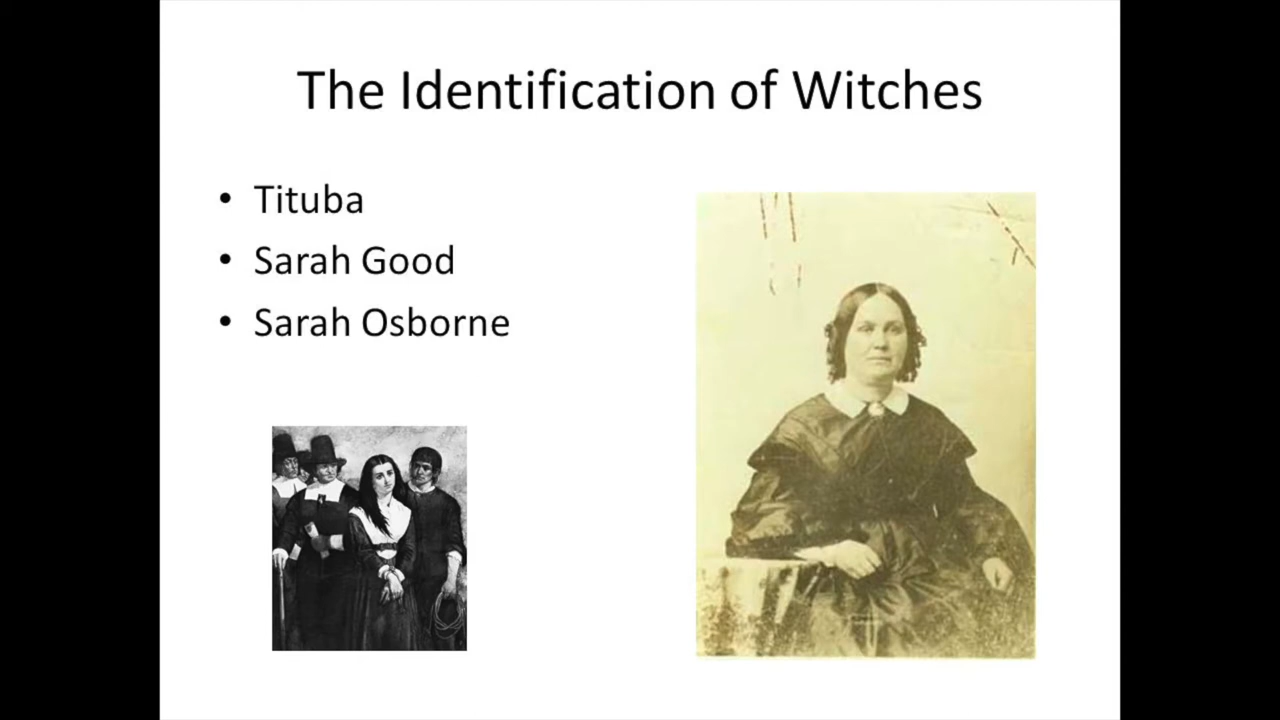 The Identification of Witches
• Tituba
• Sarah Good
• Sarah Osborne